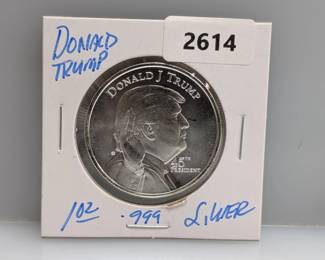 DONALD
TRUMP
2614
DONALD J TRUMP
45TH
PRESIDENT
1oz .999 SILVER